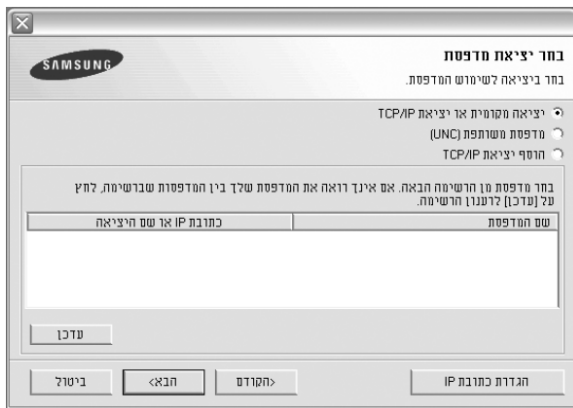 SAMSUNG
בחר יציאת מדפסת
בחר ביציאה לשימוש המדפסת.
יציאה מקומית או יציאת TCP/IP
מדפסת משותפת (UNC)
הוסף יציאת TCP/IP
בחר מדפסת מן הרשימה הבאה. אם אינך רואה את המדפסת שלך בין המדפסות שברשימה, לחץ
על [עדכן] לרענון הרשימה.
שם המדפסת
כתובת IP או שם היציאה
עדכן
הגדרת כתובת IP
<הקודם
הבא>
ביטול